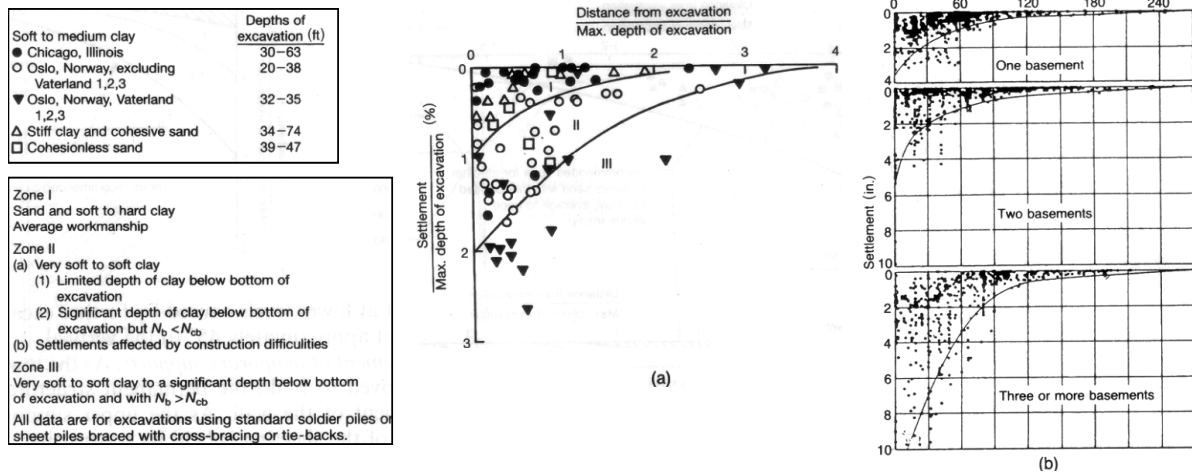 Depths of
Soft to medium clay excavation (ft)
● Chicago, Illinois 30–63
○ Oslo, Norway, excluding 20–38
Vaterland 1,2,3
▼ Oslo, Norway, Vaterland 32–35
1,2,3
△ Stiff clay and cohesive sand 34–74
□ Cohesionless sand 39–47
Zone I
Sand and soft to hard clay
Average workmanship
Zone II
(a) Very soft to soft clay
(1) Limited depth of clay below bottom of
excavation
(2) Significant depth of clay below bottom of
excavation but Nb < Ncb
(b) Settlements affected by construction difficulities
Zone III
Very soft to soft clay to a significant depth below bottom
of excavation and with Nb > Ncb
All data are for excavations using standard soldier piles or
sheet piles braced with cross-bracing or tie-backs.
Distance from excavation
Max. depth of excavation
0 1 2 3 4
Settlement
Max. depth of excavation
(%)
0
1
2
3
I
II
III
(a)
0 60 120 180 240
Settlement (in.)
0
2
4
One basement
0
2
4
6
8
10
Two basements
0
2
4
6
8
10
Three or more basements
(b)